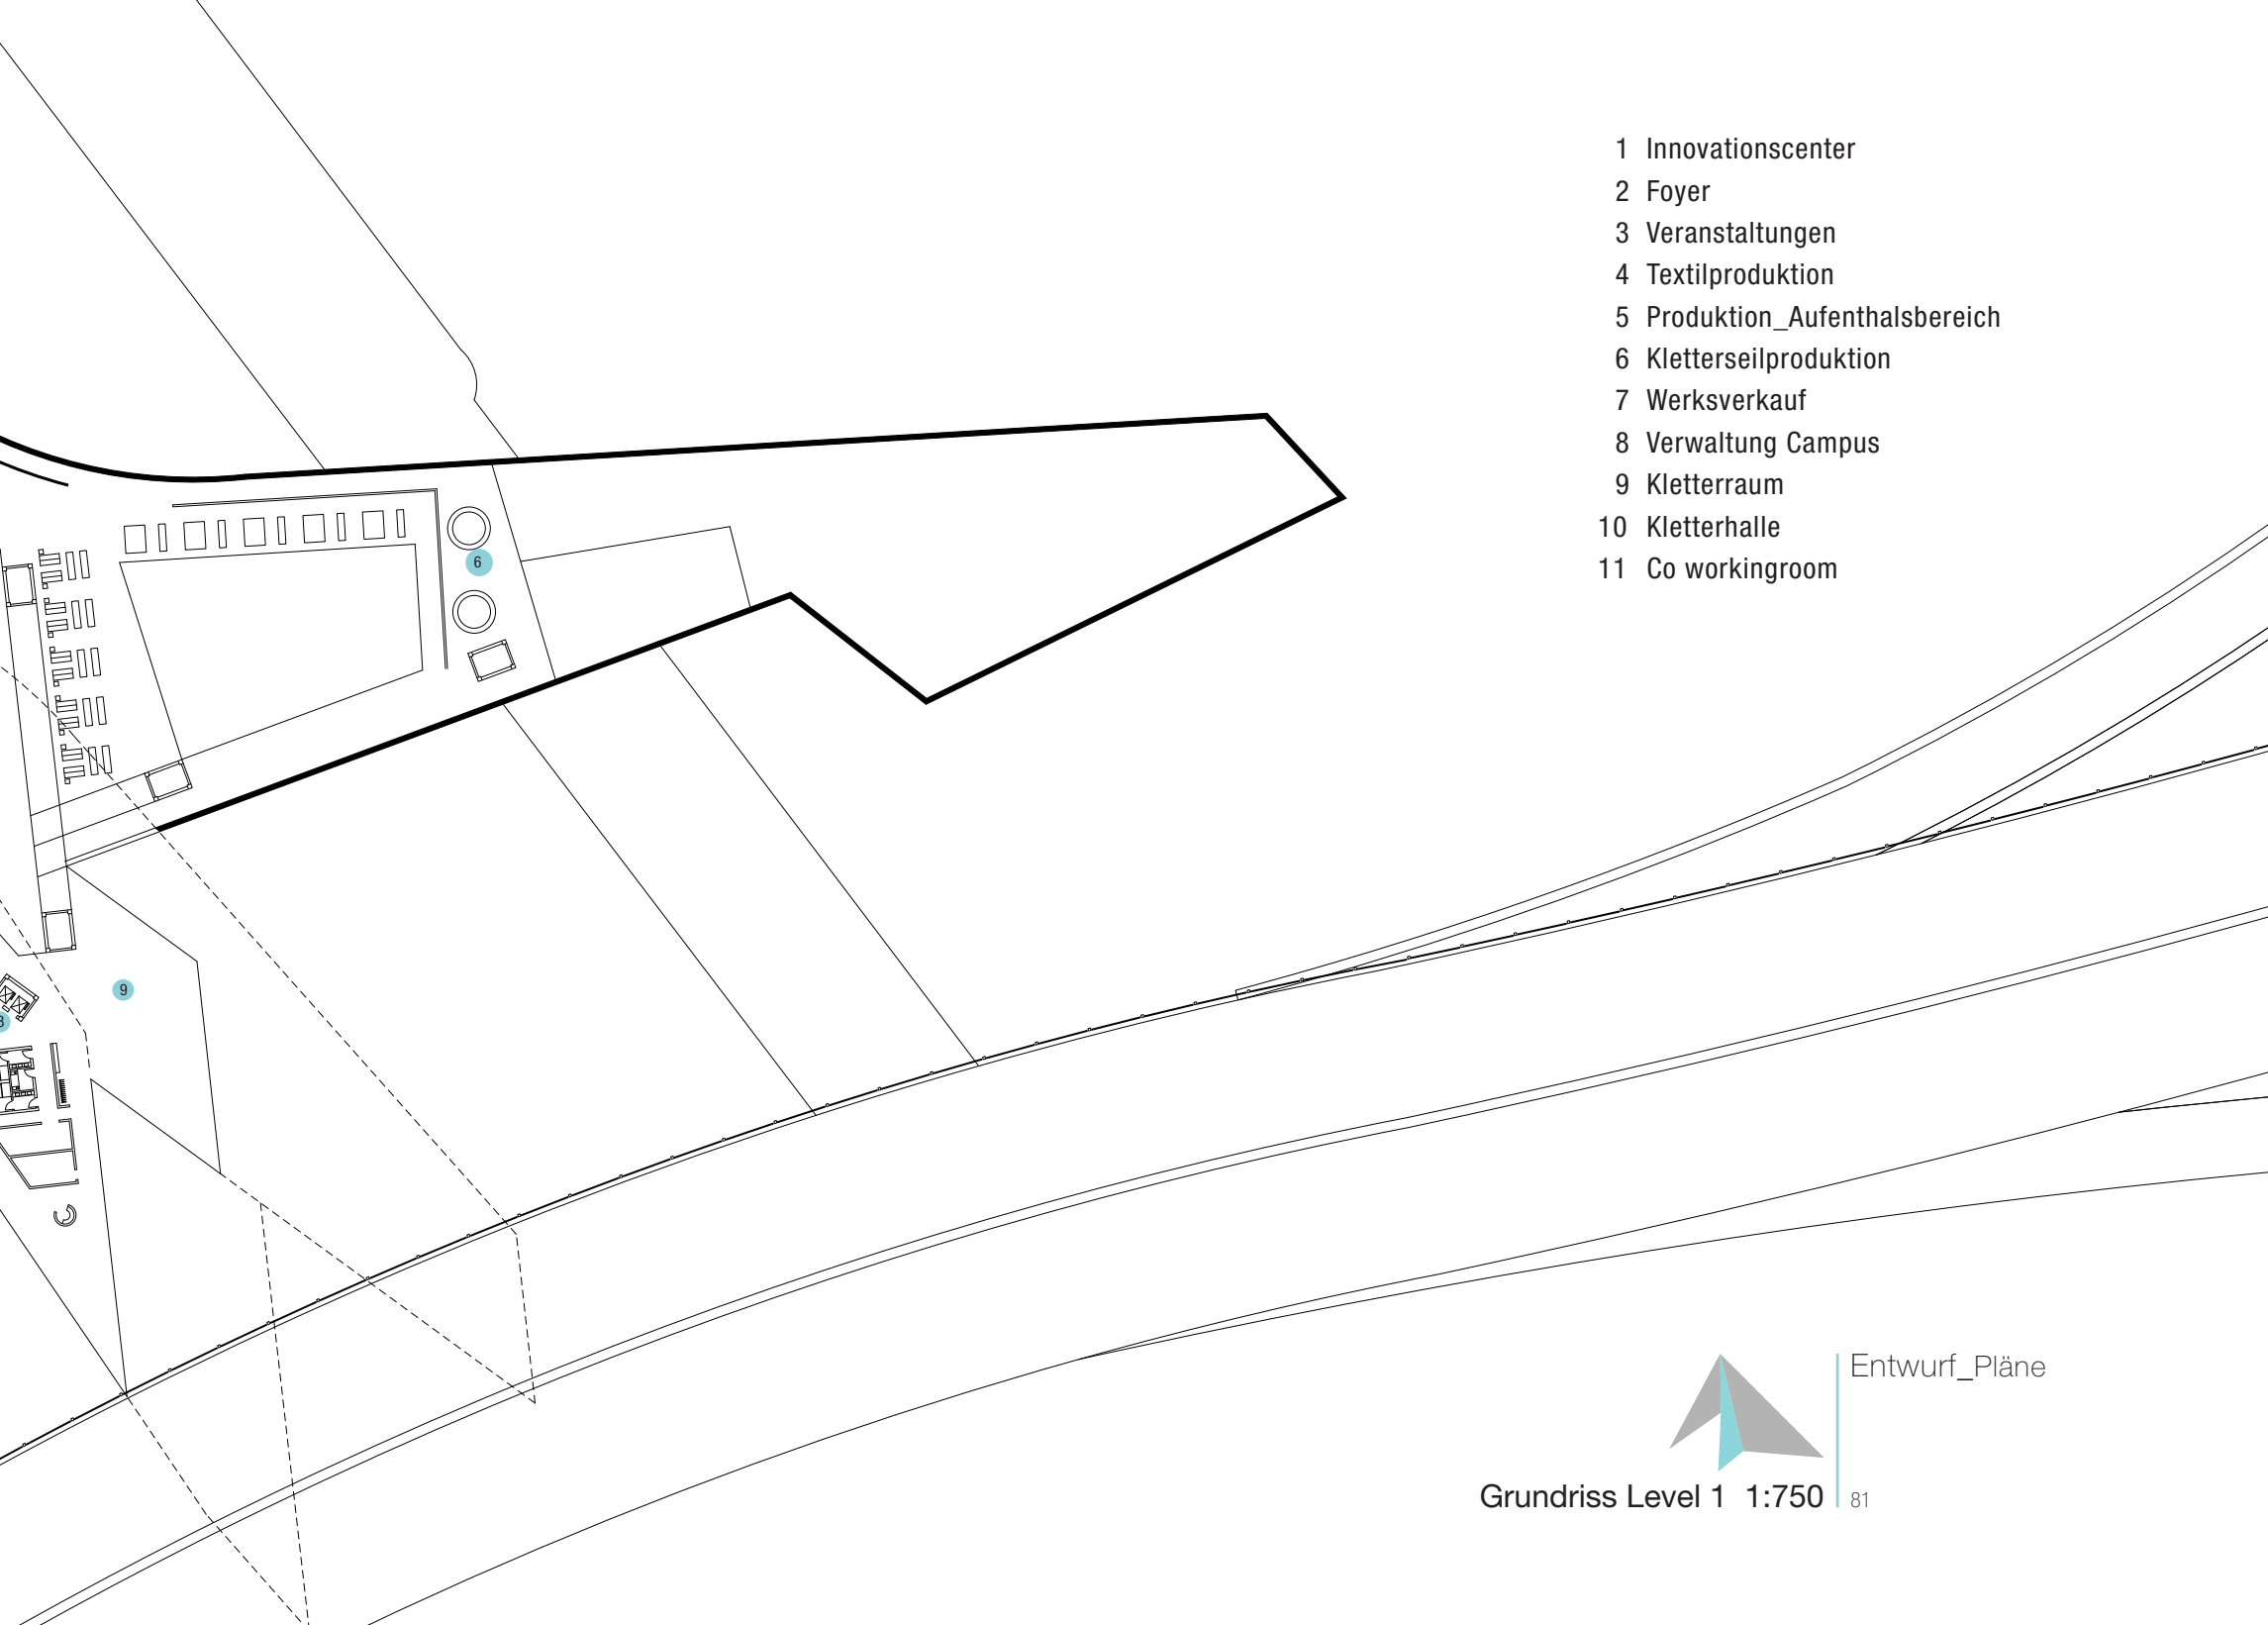 1 Innovationscenter
2 Foyer
3 Veranstaltungen
4 Textilproduktion
5 Produktion_Aufenthalsbereich
6 Kletterseilproduktion
7 Werksverkauf
8 Verwaltung Campus
9 Kletterraum
10 Kletterhalle
11 Co workingroom
6
9
Entwurf_Pläne
Grundriss Level 1 1:750
81